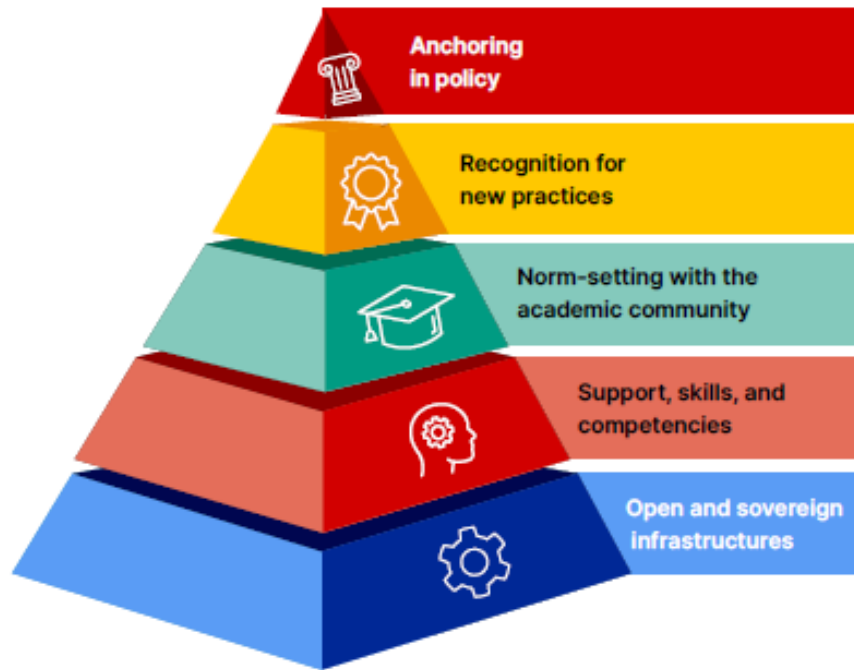 Anchoring
in policy
Recognition for
new practices
Norm-setting with the
academic community
Support, skills, and
competencies
Open and sovereign
infrastructures